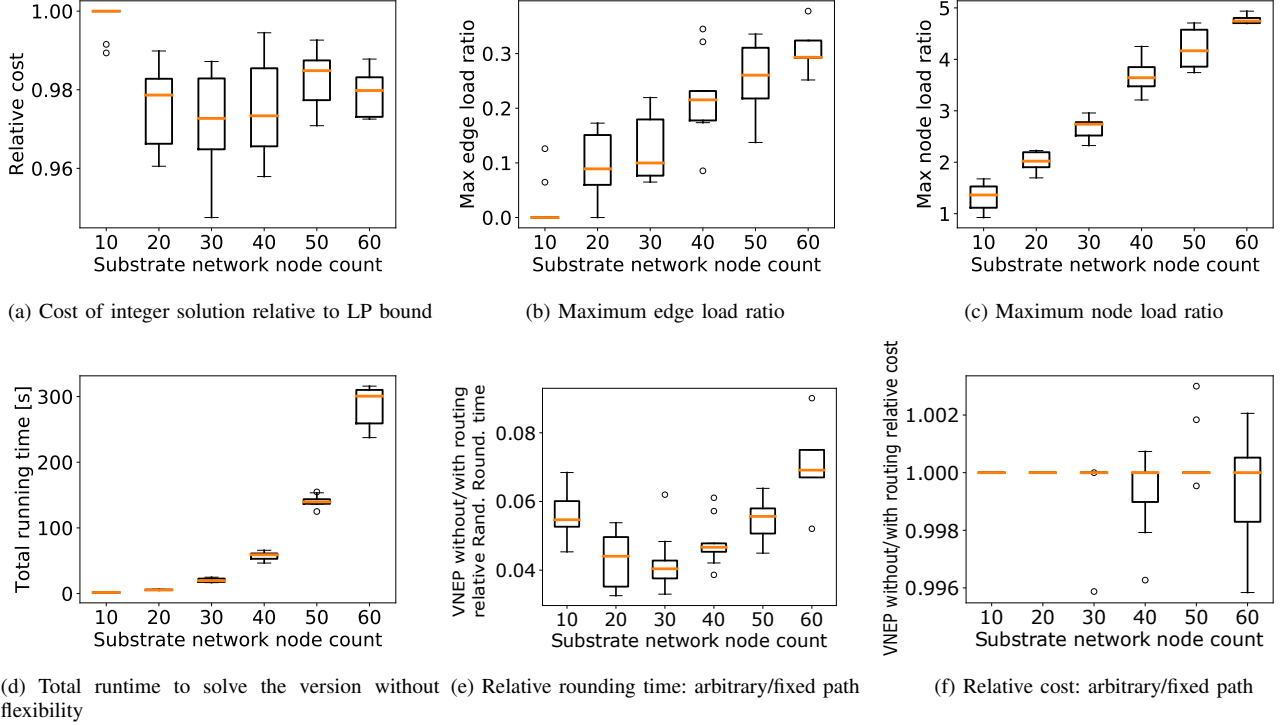 1.00
0.98
0.96
Relative cost
10 20 30 40 50 60
Substrate network node count
(a) Cost of integer solution relative to LP bound
0.3
0.2
0.1
0.0
Max edge load ratio
10 20 30 40 50 60
Substrate network node count
(b) Maximum edge load ratio
5
4
3
2
1
Max node load ratio
10 20 30 40 50 60
Substrate network node count
(c) Maximum node load ratio
300
200
100
0
Total running time [s]
10 20 30 40 50 60
Substrate network node count
(d) Total runtime to solve the version without
flexibility
0.08
0.06
0.04
VNEP without/with routing
relative Rand. Round. time
10 20 30 40 50 60
Substrate network node count
(e) Relative rounding time: arbitrary/fixed path
1.002
1.000
0.998
0.996
VNEP without/with routing relative cost
10 20 30 40 50 60
Substrate network node count
(f) Relative cost: arbitrary/fixed path